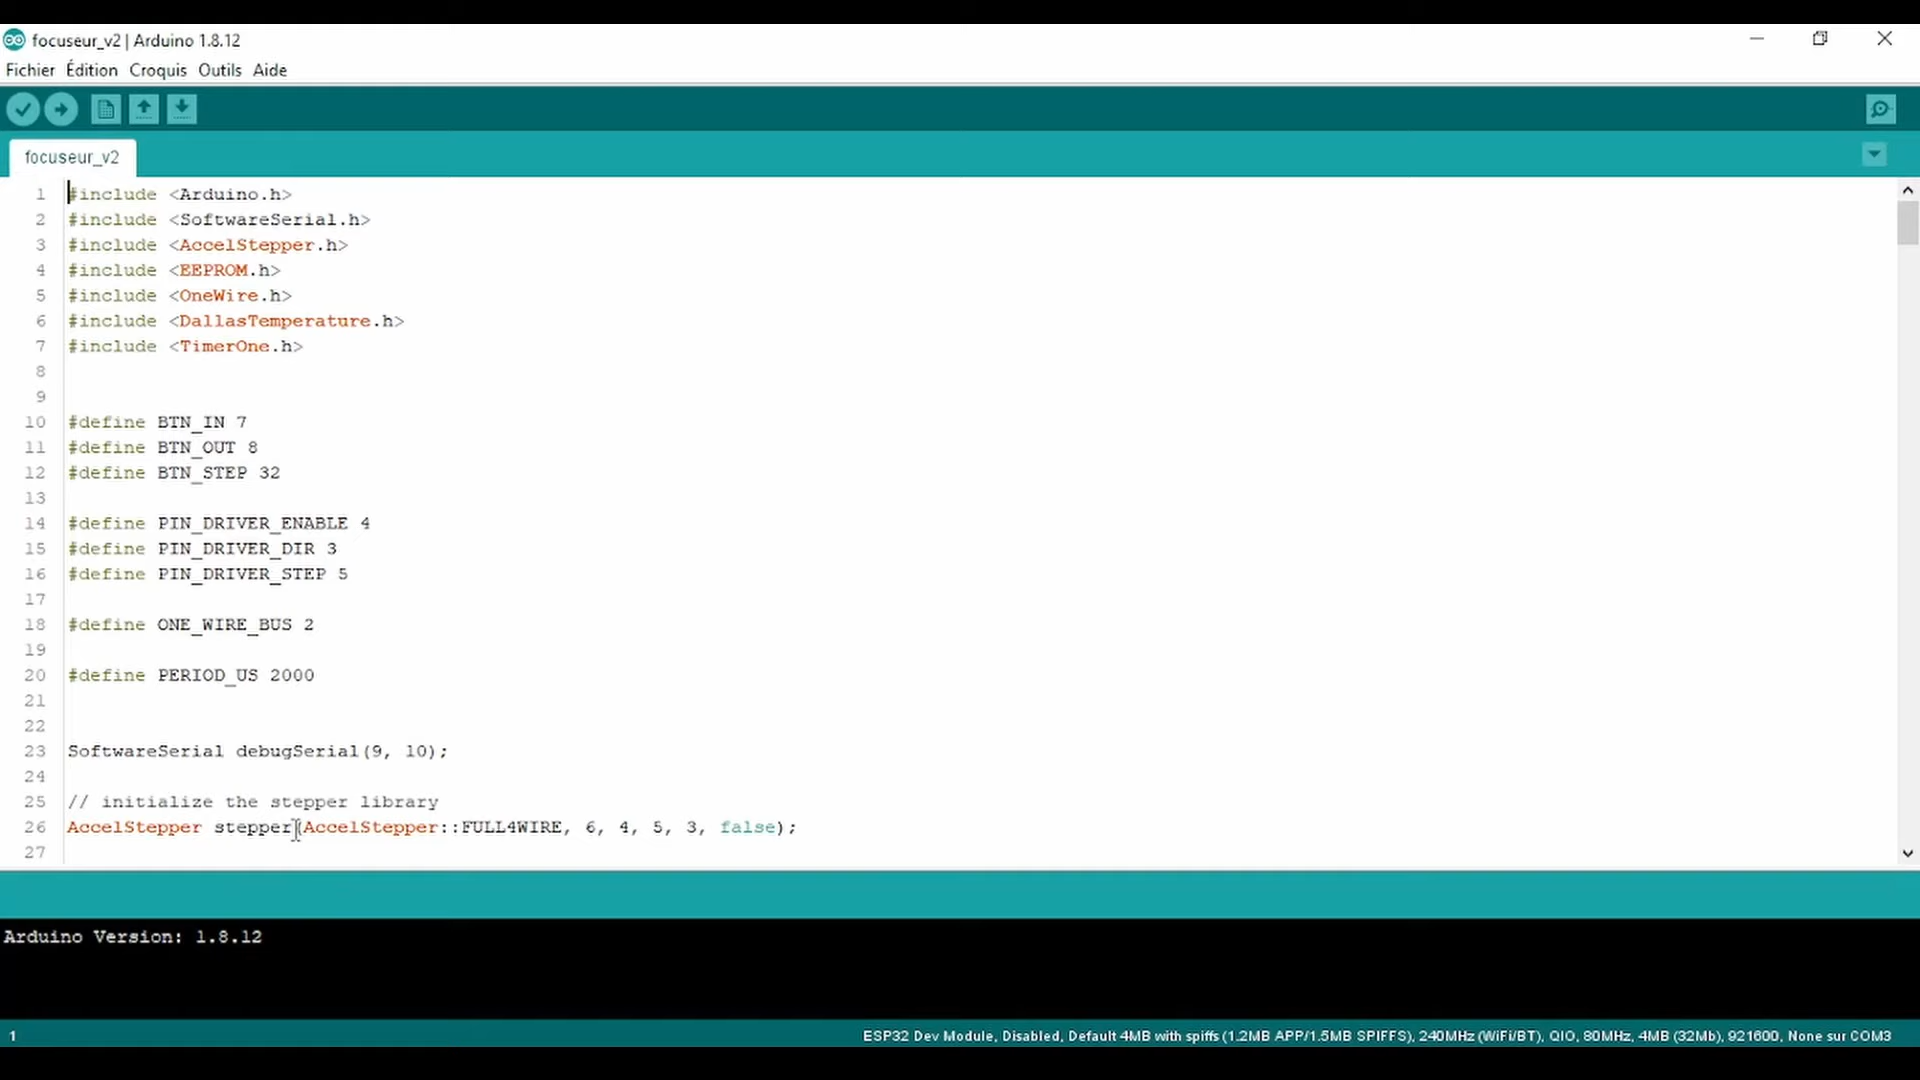 focuseur_v2 | Arduino 1.8.12
Fichier Édition Croquis Outils Aide
focuseur_v2
1 #include <Arduino.h>
2 #include <SoftwareSerial.h>
3 #include <AccelStepper.h>
4 #include <EEPROM.h>
5 #include <OneWire.h>
6 #include <DallasTemperature.h>
7 #include <TimerOne.h>
8
9
10 #define BTN_IN 7
11 #define BTN_OUT 8
12 #define BTN_STEP 32
13
14 #define PIN_DRIVER_ENABLE 4
15 #define PIN_DRIVER_DIR 3
16 #define PIN_DRIVER_STEP 5
17
18 #define ONE_WIRE_BUS 2
19
20 #define PERIOD_US 2000
21
22
23 SoftwareSerial debugSerial(9, 10);
24
25 // initialize the stepper library
26 AccelStepper stepper(AccelStepper::FULL4WIRE, 6, 4, 5, 3, false);
27
Arduino Version: 1.8.12
1 ESP32 Dev Module, Disabled, Default 4MB with spiffs (1.2MB APP/1.5MB SPIFFS), 240MHz (WiFi/BT), QIO, 80MHz, 4MB (32Mb), 921600, None sur COM3